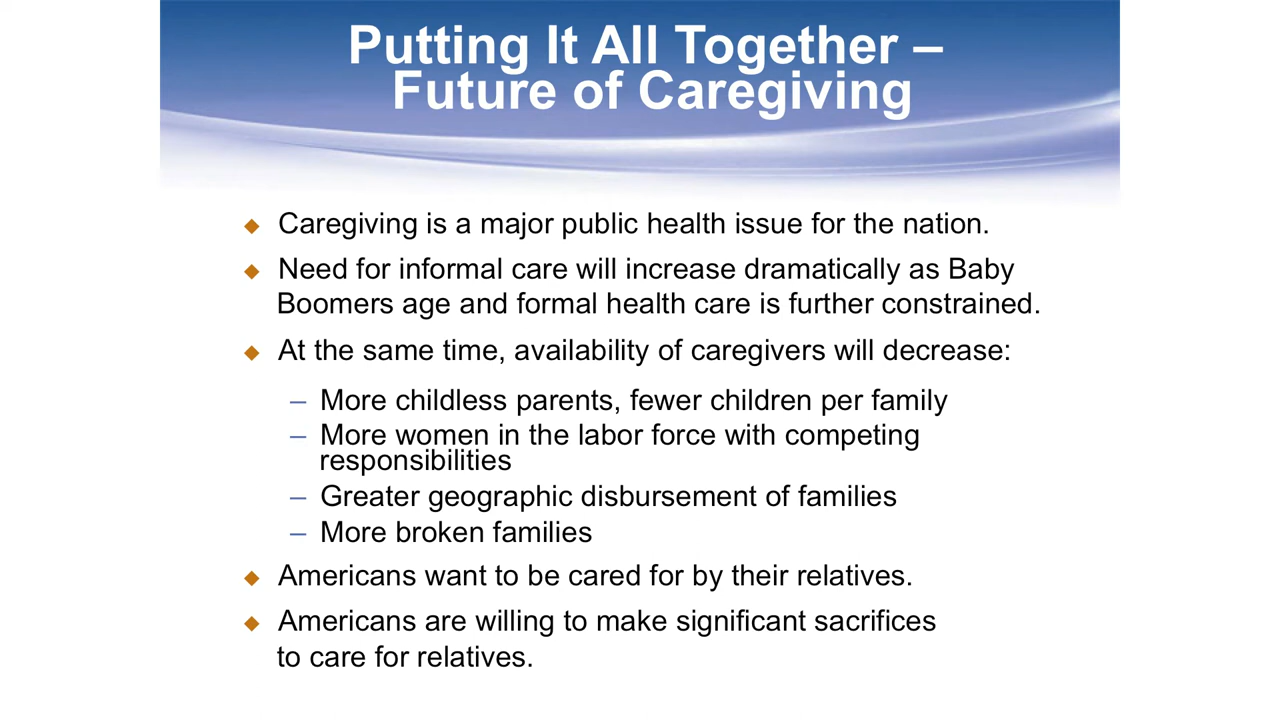 Putting It All Together –
Future of Caregiving
◆ Caregiving is a major public health issue for the nation.
◆ Need for informal care will increase dramatically as Baby
Boomers age and formal health care is further constrained.
◆ At the same time, availability of caregivers will decrease:
– More childless parents, fewer children per family
– More women in the labor force with competing
responsibilities
– Greater geographic disbursement of families
– More broken families
◆ Americans want to be cared for by their relatives.
◆ Americans are willing to make significant sacrifices
to care for relatives.